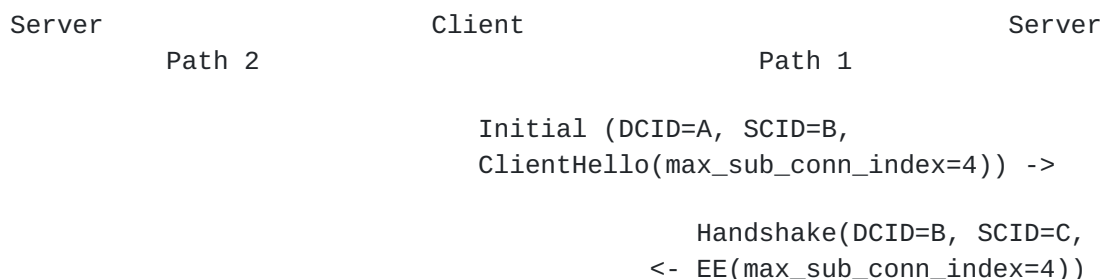 Server Client Server
Path 2 Path 1
Initial (DCID=A, SCID=B,
ClientHello(max_sub_conn_index=4)) ->
Handshake(DCID=B, SCID=C,
<- EE(max_sub_conn_index=4))